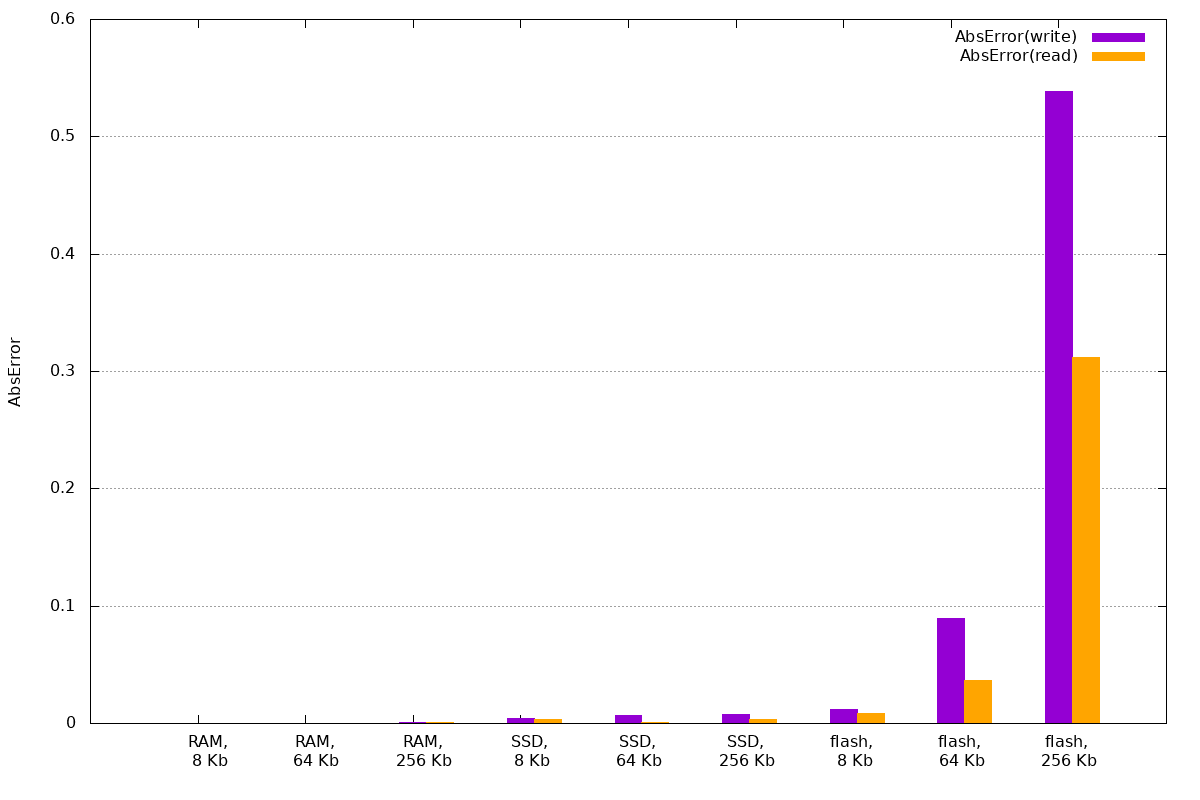 0.6
0.5
0.4
0.3
0.2
0.1
0
AbsError
AbsError(write)
AbsError(read)
RAM,
8 Kb
RAM,
64 Kb
RAM,
256 Kb
SSD,
8 Kb
SSD,
64 Kb
SSD,
256 Kb
flash,
8 Kb
flash,
64 Kb
flash,
256 Kb